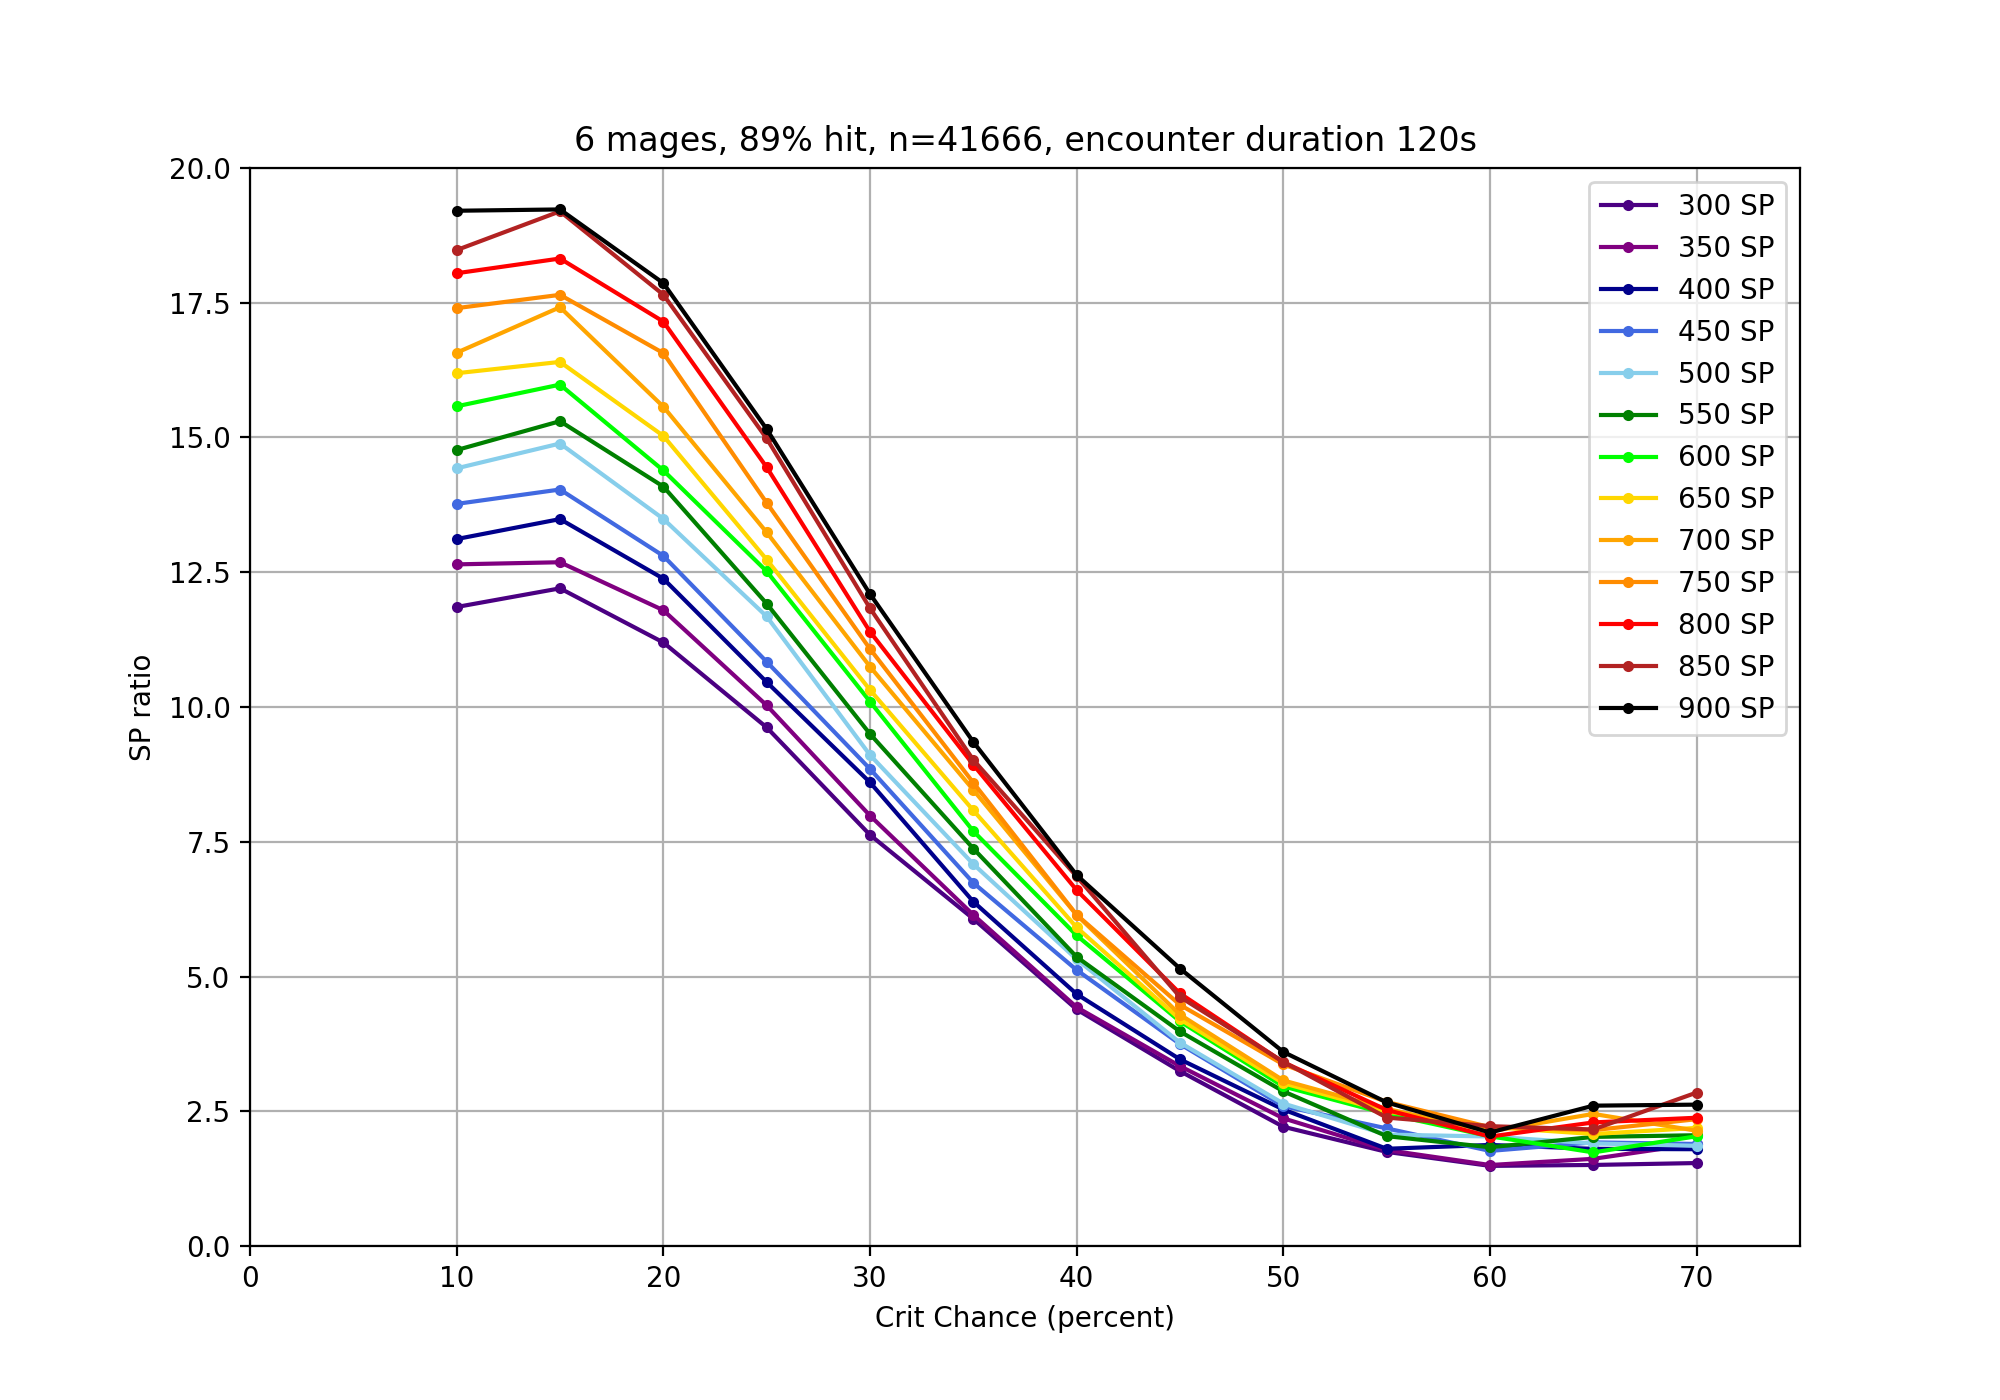 6 mages, 89% hit, n=41666, encounter duration 120s
20.0
17.5
15.0
12.5
10.0
7.5
5.0
2.5
0.0
SP ratio
300 SP
350 SP
400 SP
450 SP
500 SP
550 SP
600 SP
650 SP
700 SP
750 SP
800 SP
850 SP
900 SP
0 10 20 30 40 50 60 70
Crit Chance (percent)